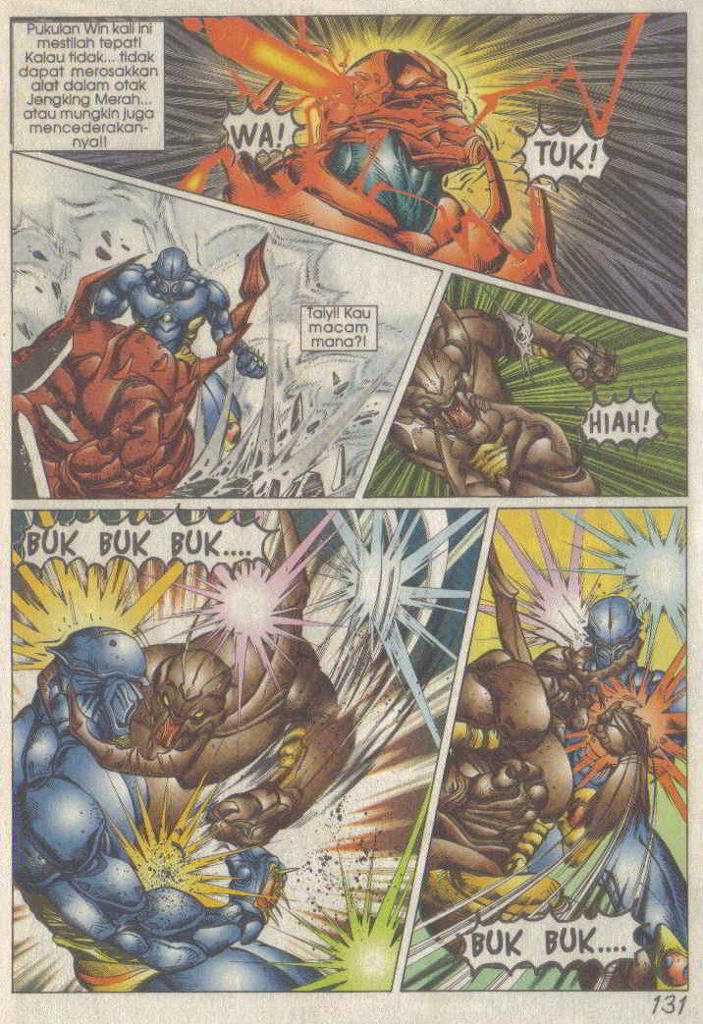 Pukulan Win kali ini
mestilah tepat!
Kalau tidak... tidak
dapat merosakkan
alat dalam otak
Jengking Merah...
atau mungkin juga
mencederakan-
nya!!
WA!
TUK!
Taiyi! Kau
macam
mana?!
HIAH!
BUK BUK BUK....
BUK BUK....
131